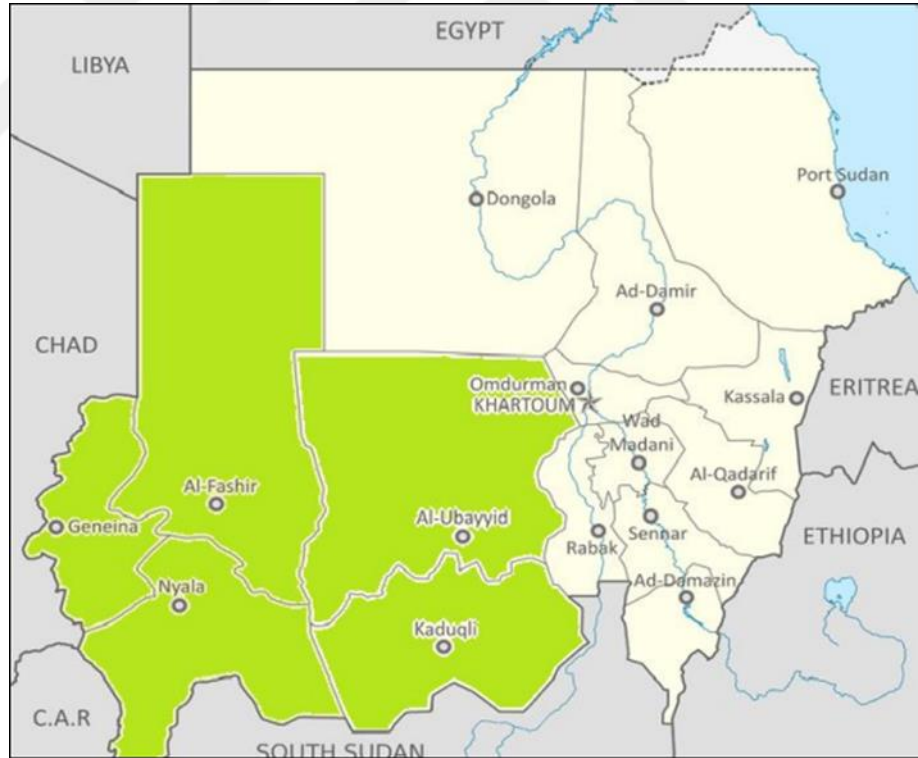 EGYPT
LIBYA
Port Sudan
Dongola
Ad-Damir
CHAD
Omdurman
KHARTOUM
Kassala
ERITREA
Wad
Madani
Al-Qadarif
Al-Fashir
Al-Ubayyid
Geneina
Rabak
Sennar
ETHIOPIA
Ad-Damazin
Nyala
Kaduqli
C.A.R
SOUTH SUDAN